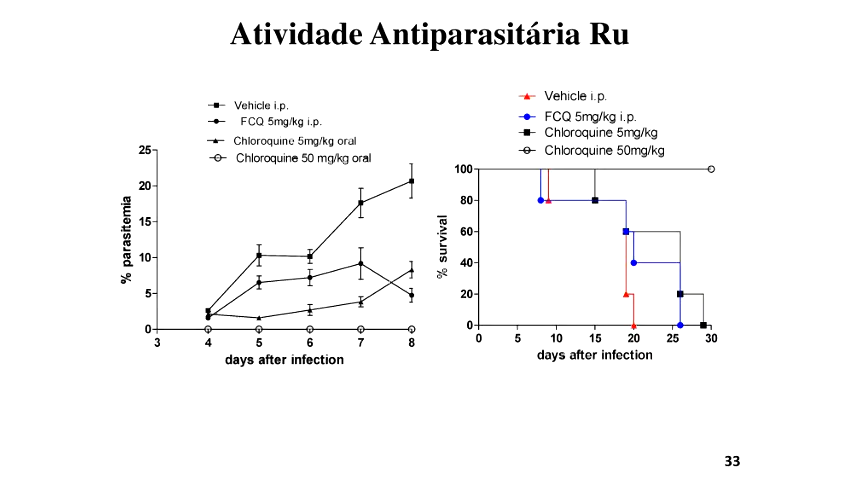 Atividade Antiparasitária Ru
Vehicle i.p.
FCQ 5mg/kg i.p.
Chloroquine 5mg/kg oral
Chloroquine 50 mg/kg oral
25
20
15
10
5
0
% parasitemia
3 4 5 6 7 8
days after infection
Vehicle i.p.
FCQ 5mg/kg i.p.
Chloroquine 5mg/kg
Chloroquine 50mg/kg
100
80
60
40
20
0
% survival
0 5 10 15 20 25 30
days after infection
33